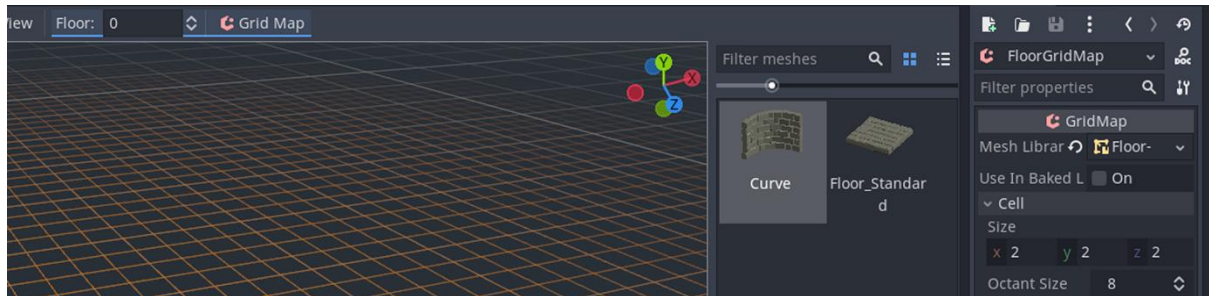 iew Floor: 0 Grid Map
Y
X
Z
Filter meshes
Curve
Floor_Standar
d
DOC
FloorGridMap
Filter properties
GridMap
Mesh Librar Floor-
Use In Baked L On
Cell
Size
x 2 y 2 z 2
Octant Size 8